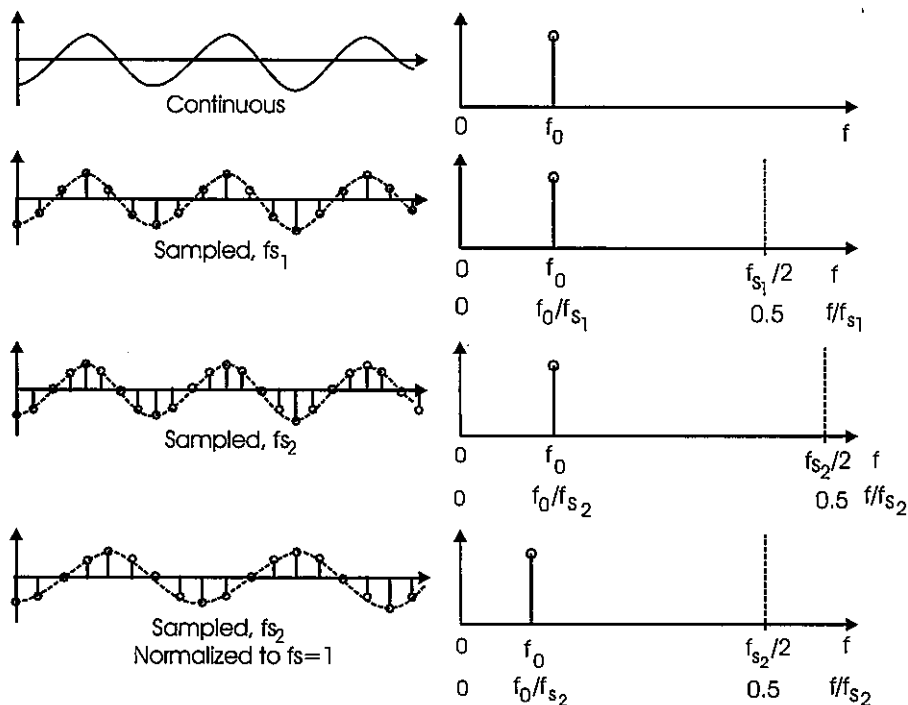 Continuous
0 f₀ f
Sampled, fs₁
0 f₀ fs₁/2 f
0 f₀/fs₁ 0.5 f/fs₁
Sampled, fs₂
0 f₀ fs₂/2 f
0 f₀/fs₂ 0.5 f/fs₂
Sampled, fs₂
Normalized to fs=1
0 f₀ fs₂/2 f
0 f₀/fs₂ 0.5 f/fs₂